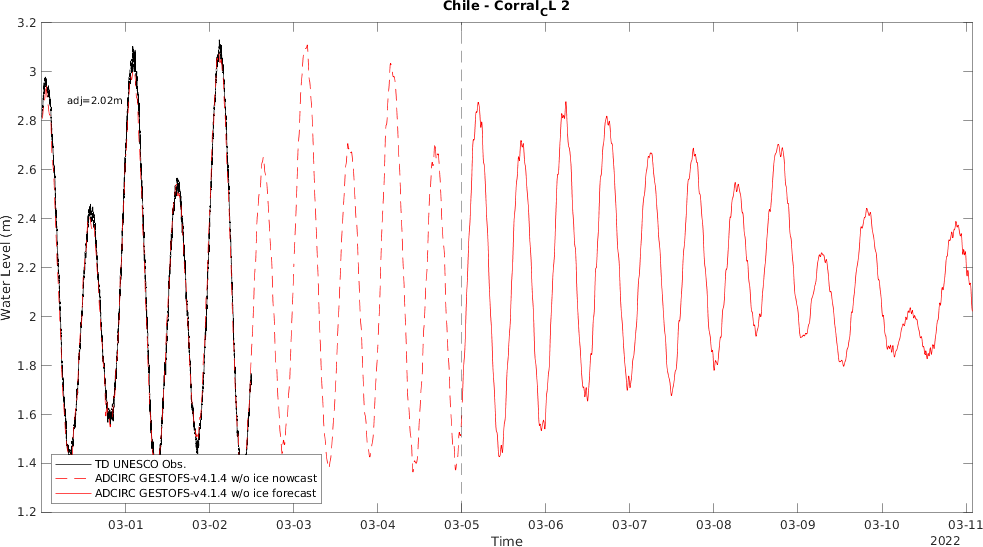 Chile - Corral_CL 2
3.2
3
2.8
2.6
2.4
2.2
2
1.8
1.6
1.4
1.2
Water Level (m)
adj=2.02m
TD UNESCO Obs.
ADCIRC GESTOFS-v4.1.4 w/o ice nowcast
ADCIRC GESTOFS-v4.1.4 w/o ice forecast
03-01 03-02 03-03 03-04 03-05 03-06 03-07 03-08 03-09 03-10 03-11
Time
2022